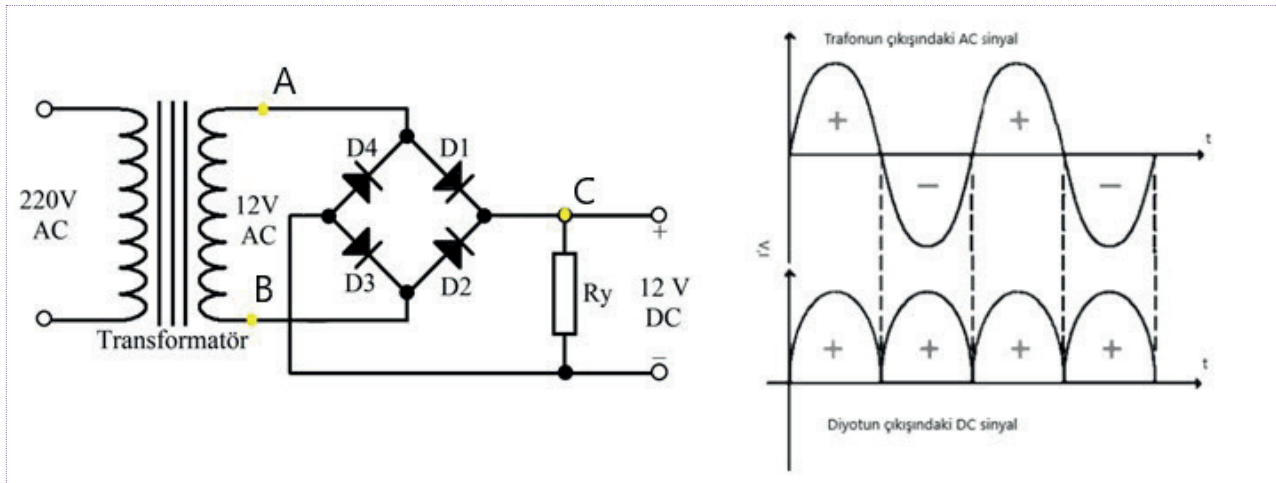 220V
AC
Transformatör
12V
AC
A
B
D4
D1
D3
D2
C
+
Ry
12 V
DC
−
Trafonun çıkışındaki AC sinyal
+
+
t
−
−
I'V
+
+
+
+
t
Diyotun çıkışındaki DC sinyal